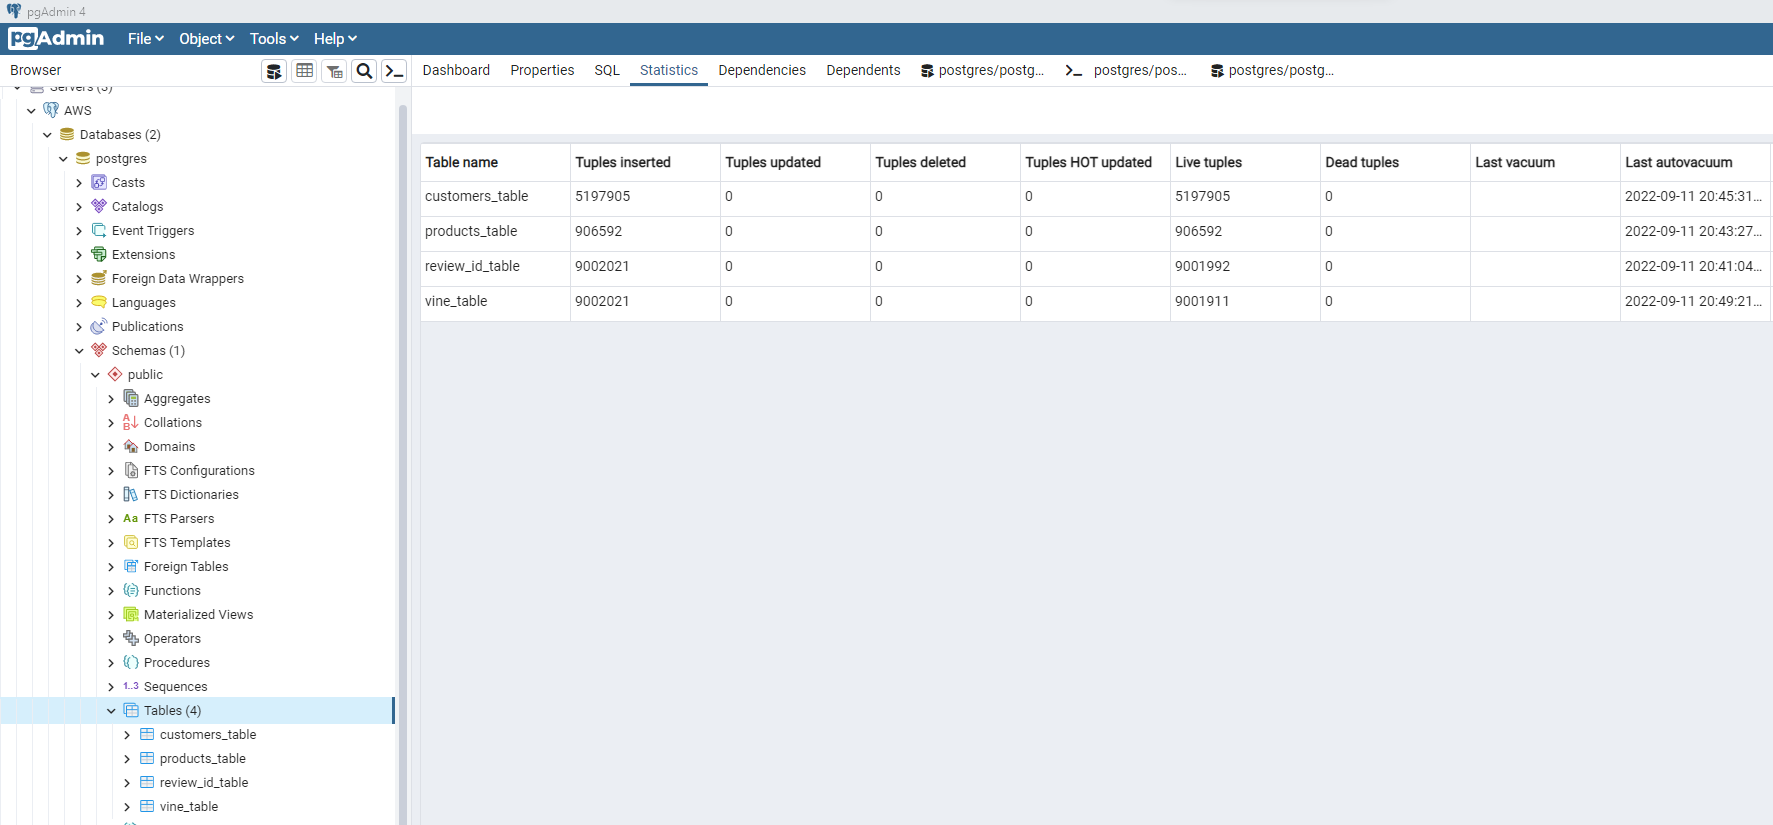 pgAdmin 4
pgAdmin File Object Tools Help
Browser
Dashboard Properties SQL Statistics Dependencies Dependents postgres/postg... postgres/pos... postgres/postg...
Servers (3)
AWS
Databases (2)
postgres
Casts
Catalogs
Event Triggers
Extensions
Foreign Data Wrappers
Languages
Publications
Schemas (1)
public
Aggregates
Collations
Domains
FTS Configurations
FTS Dictionaries
Aa FTS Parsers
FTS Templates
Foreign Tables
Functions
Materialized Views
Operators
Procedures
1..3 Sequences
Tables (4)
customers_table
products_table
review_id_table
vine_table
Table name Tuples inserted Tuples updated Tuples deleted Tuples HOT updated Live tuples Dead tuples Last vacuum Last autovacuum
customers_table 5197905 0 0 0 5197905 0 2022-09-11 20:45:31...
products_table 906592 0 0 0 906592 0 2022-09-11 20:43:27...
review_id_table 9002021 0 0 0 9001992 0 2022-09-11 20:41:04...
vine_table 9002021 0 0 0 9001911 0 2022-09-11 20:49:21...